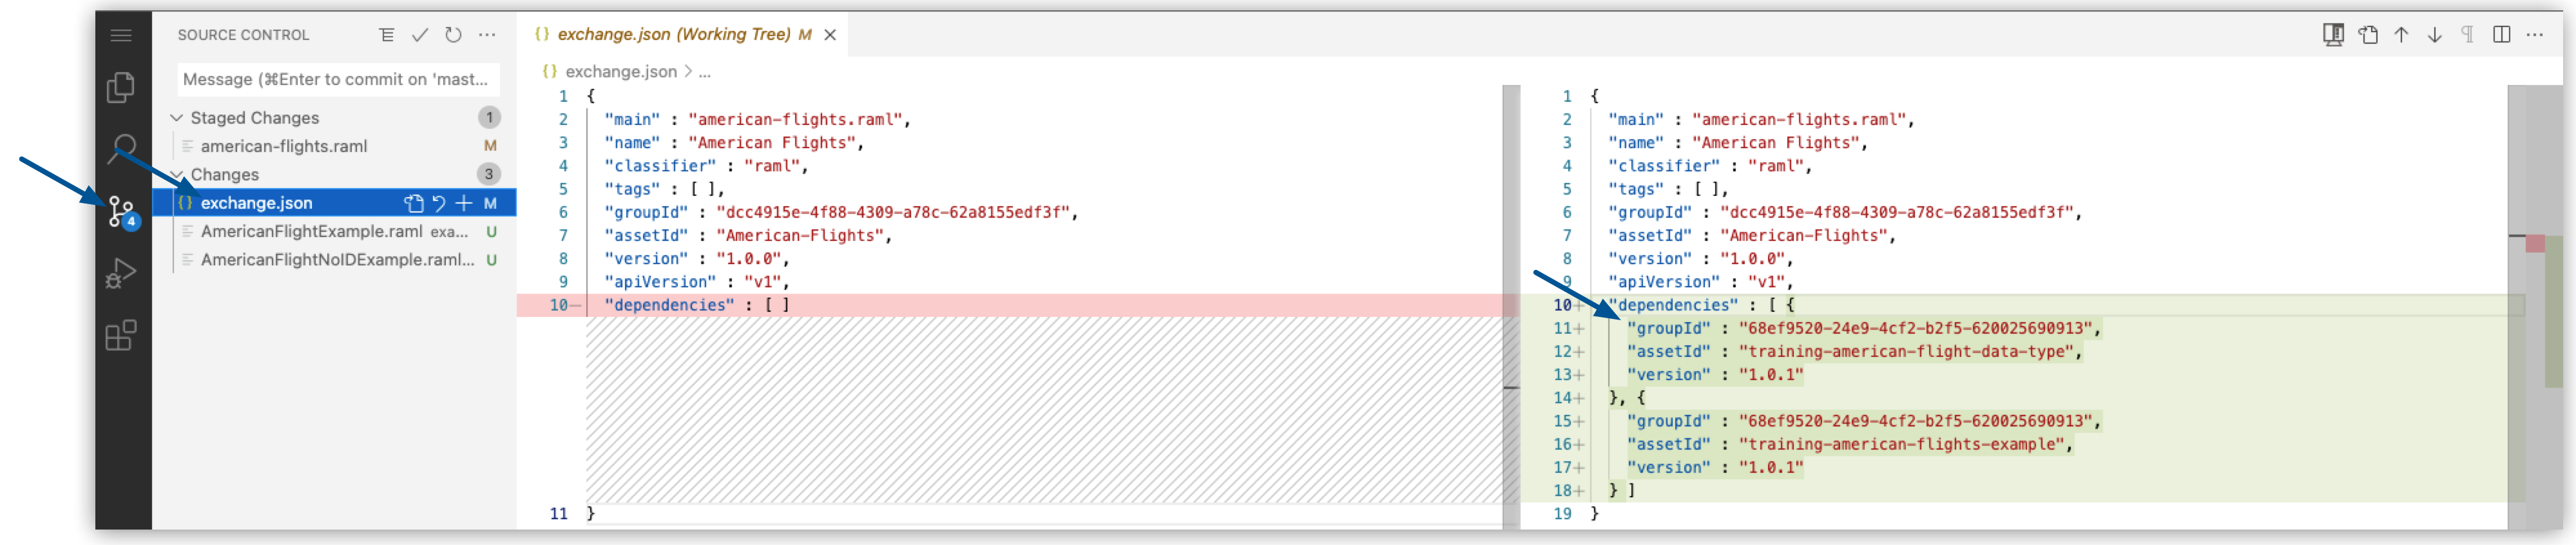 SOURCE CONTROL
Message (⌘Enter to commit on 'mast...
Staged Changes 1
american-flights.raml M
Changes 3
exchange.json M
AmericanFlightExample.raml exa... U
AmericanFlightNoIDExample.raml... U
4
{} exchange.json (Working Tree) M
{} exchange.json > ...
1 {
2 "main" : "american-flights.raml",
3 "name" : "American Flights",
4 "classifier" : "raml",
5 "tags" : [ ],
6 "groupId" : "dcc4915e-4f88-4309-a78c-62a8155edf3f",
7 "assetId" : "American-Flights",
8 "version" : "1.0.0",
9 "apiVersion" : "v1",
10- "dependencies" : [ ]
11 }
1 {
2 "main" : "american-flights.raml",
3 "name" : "American Flights",
4 "classifier" : "raml",
5 "tags" : [ ],
6 "groupId" : "dcc4915e-4f88-4309-a78c-62a8155edf3f",
7 "assetId" : "American-Flights",
8 "version" : "1.0.0",
9 "apiVersion" : "v1",
10+ "dependencies" : [ {
11+ "groupId" : "68ef9520-24e9-4cf2-b2f5-620025690913",
12+ "assetId" : "training-american-flight-data-type",
13+ "version" : "1.0.1"
14+ }, {
15+ "groupId" : "68ef9520-24e9-4cf2-b2f5-620025690913",
16+ "assetId" : "training-american-flights-example",
17+ "version" : "1.0.1"
18+ } ]
19 }